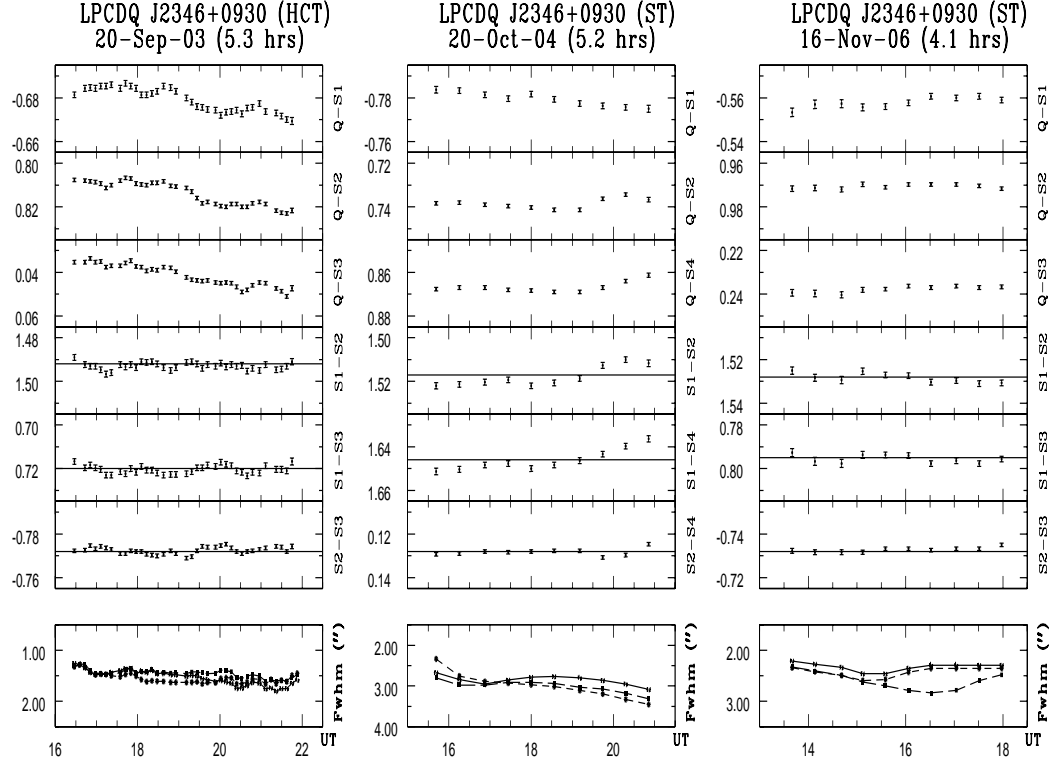 LPCDQ J2346+0930 (HCT)
20-Sep-03 (5.3 hrs)
-0.68
-0.66
Q-S1
0.80
0.82
Q-S2
0.04
0.06
Q-S3
1.48
1.50
S1-S2
0.70
0.72
S1-S3
-0.78
-0.76
S2-S3
1.00
2.00
Fwhm (")
16
18
20
22
UT
LPCDQ J2346+0930 (ST)
20-Oct-04 (5.2 hrs)
-0.78
-0.76
Q-S1
0.72
0.74
Q-S2
0.86
0.88
Q-S4
1.50
1.52
S1-S2
1.64
1.66
S1-S4
0.12
0.14
S2-S4
2.00
3.00
4.00
Fwhm (")
16
18
20
UT
LPCDQ J2346+0930 (ST)
16-Nov-06 (4.1 hrs)
-0.56
-0.54
Q-S1
0.96
0.98
Q-S2
0.22
0.24
Q-S3
1.52
1.54
S1-S2
0.78
0.80
S1-S3
-0.74
-0.72
S2-S3
2.00
3.00
Fwhm (")
14
16
18
UT